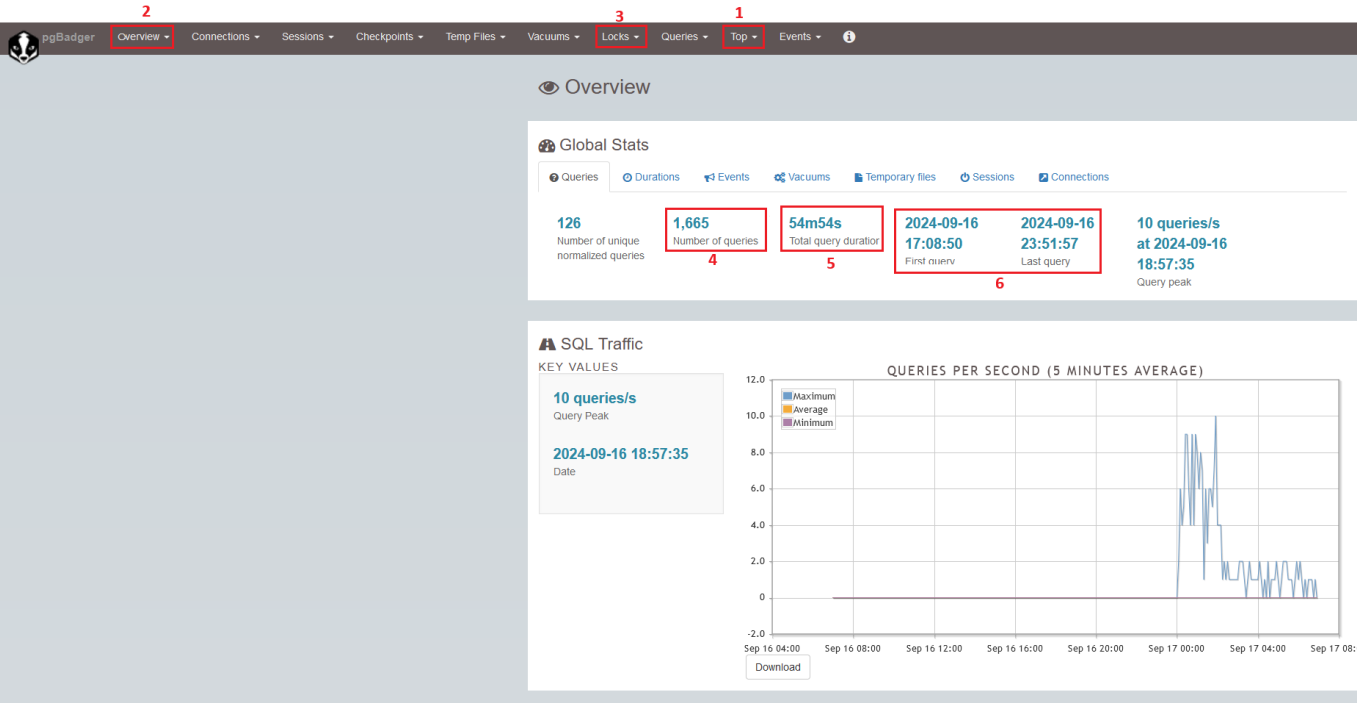 2 3 1
pgBadger Overview Connections Sessions Checkpoints Temp Files Vacuums Locks Queries Top Events
Overview
Global Stats
Queries Durations Events Vacuums Temporary files Sessions Connections
126 1,665 54m54s 2024-09-16 2024-09-16 10 queries/s
Number of unique Number of queries Total query duration 17:08:50 23:51:57 at 2024-09-16
normalized queries 4 5 First query Last query 18:57:35
6 Query peak
SQL Traffic
KEY VALUES
10 queries/s
Query Peak
2024-09-16 18:57:35
Date
QUERIES PER SECOND (5 MINUTES AVERAGE)
Maximum
Average
Minimum
12.0
10.0
8.0
6.0
4.0
2.0
0
-2.0
Sep 16 04:00 Sep 16 08:00 Sep 16 12:00 Sep 16 16:00 Sep 16 20:00 Sep 17 00:00 Sep 17 04:00 Sep 17 08:
Download